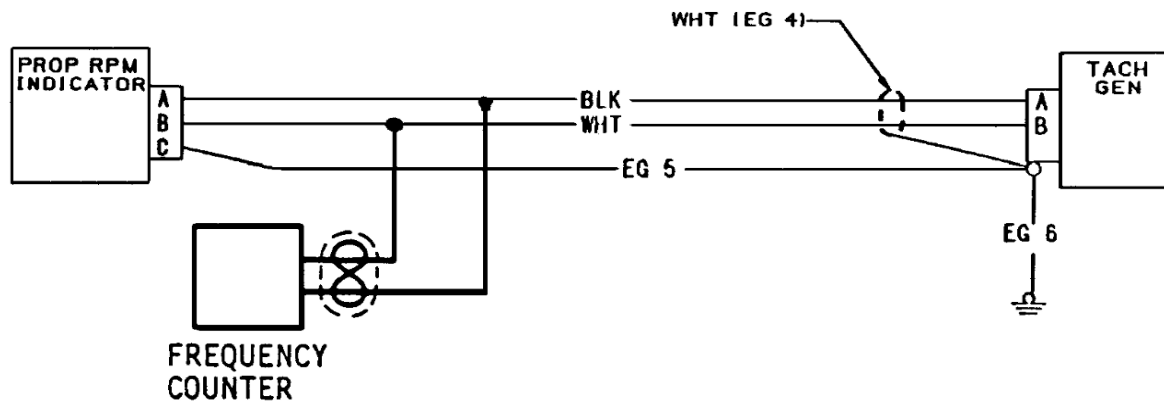 WHT (EG 4)
PROP RPM
INDICATOR
A
B
C
BLK
WHT
EG 5
A
B
TACH
GEN
EG 6
FREQUENCY
COUNTER